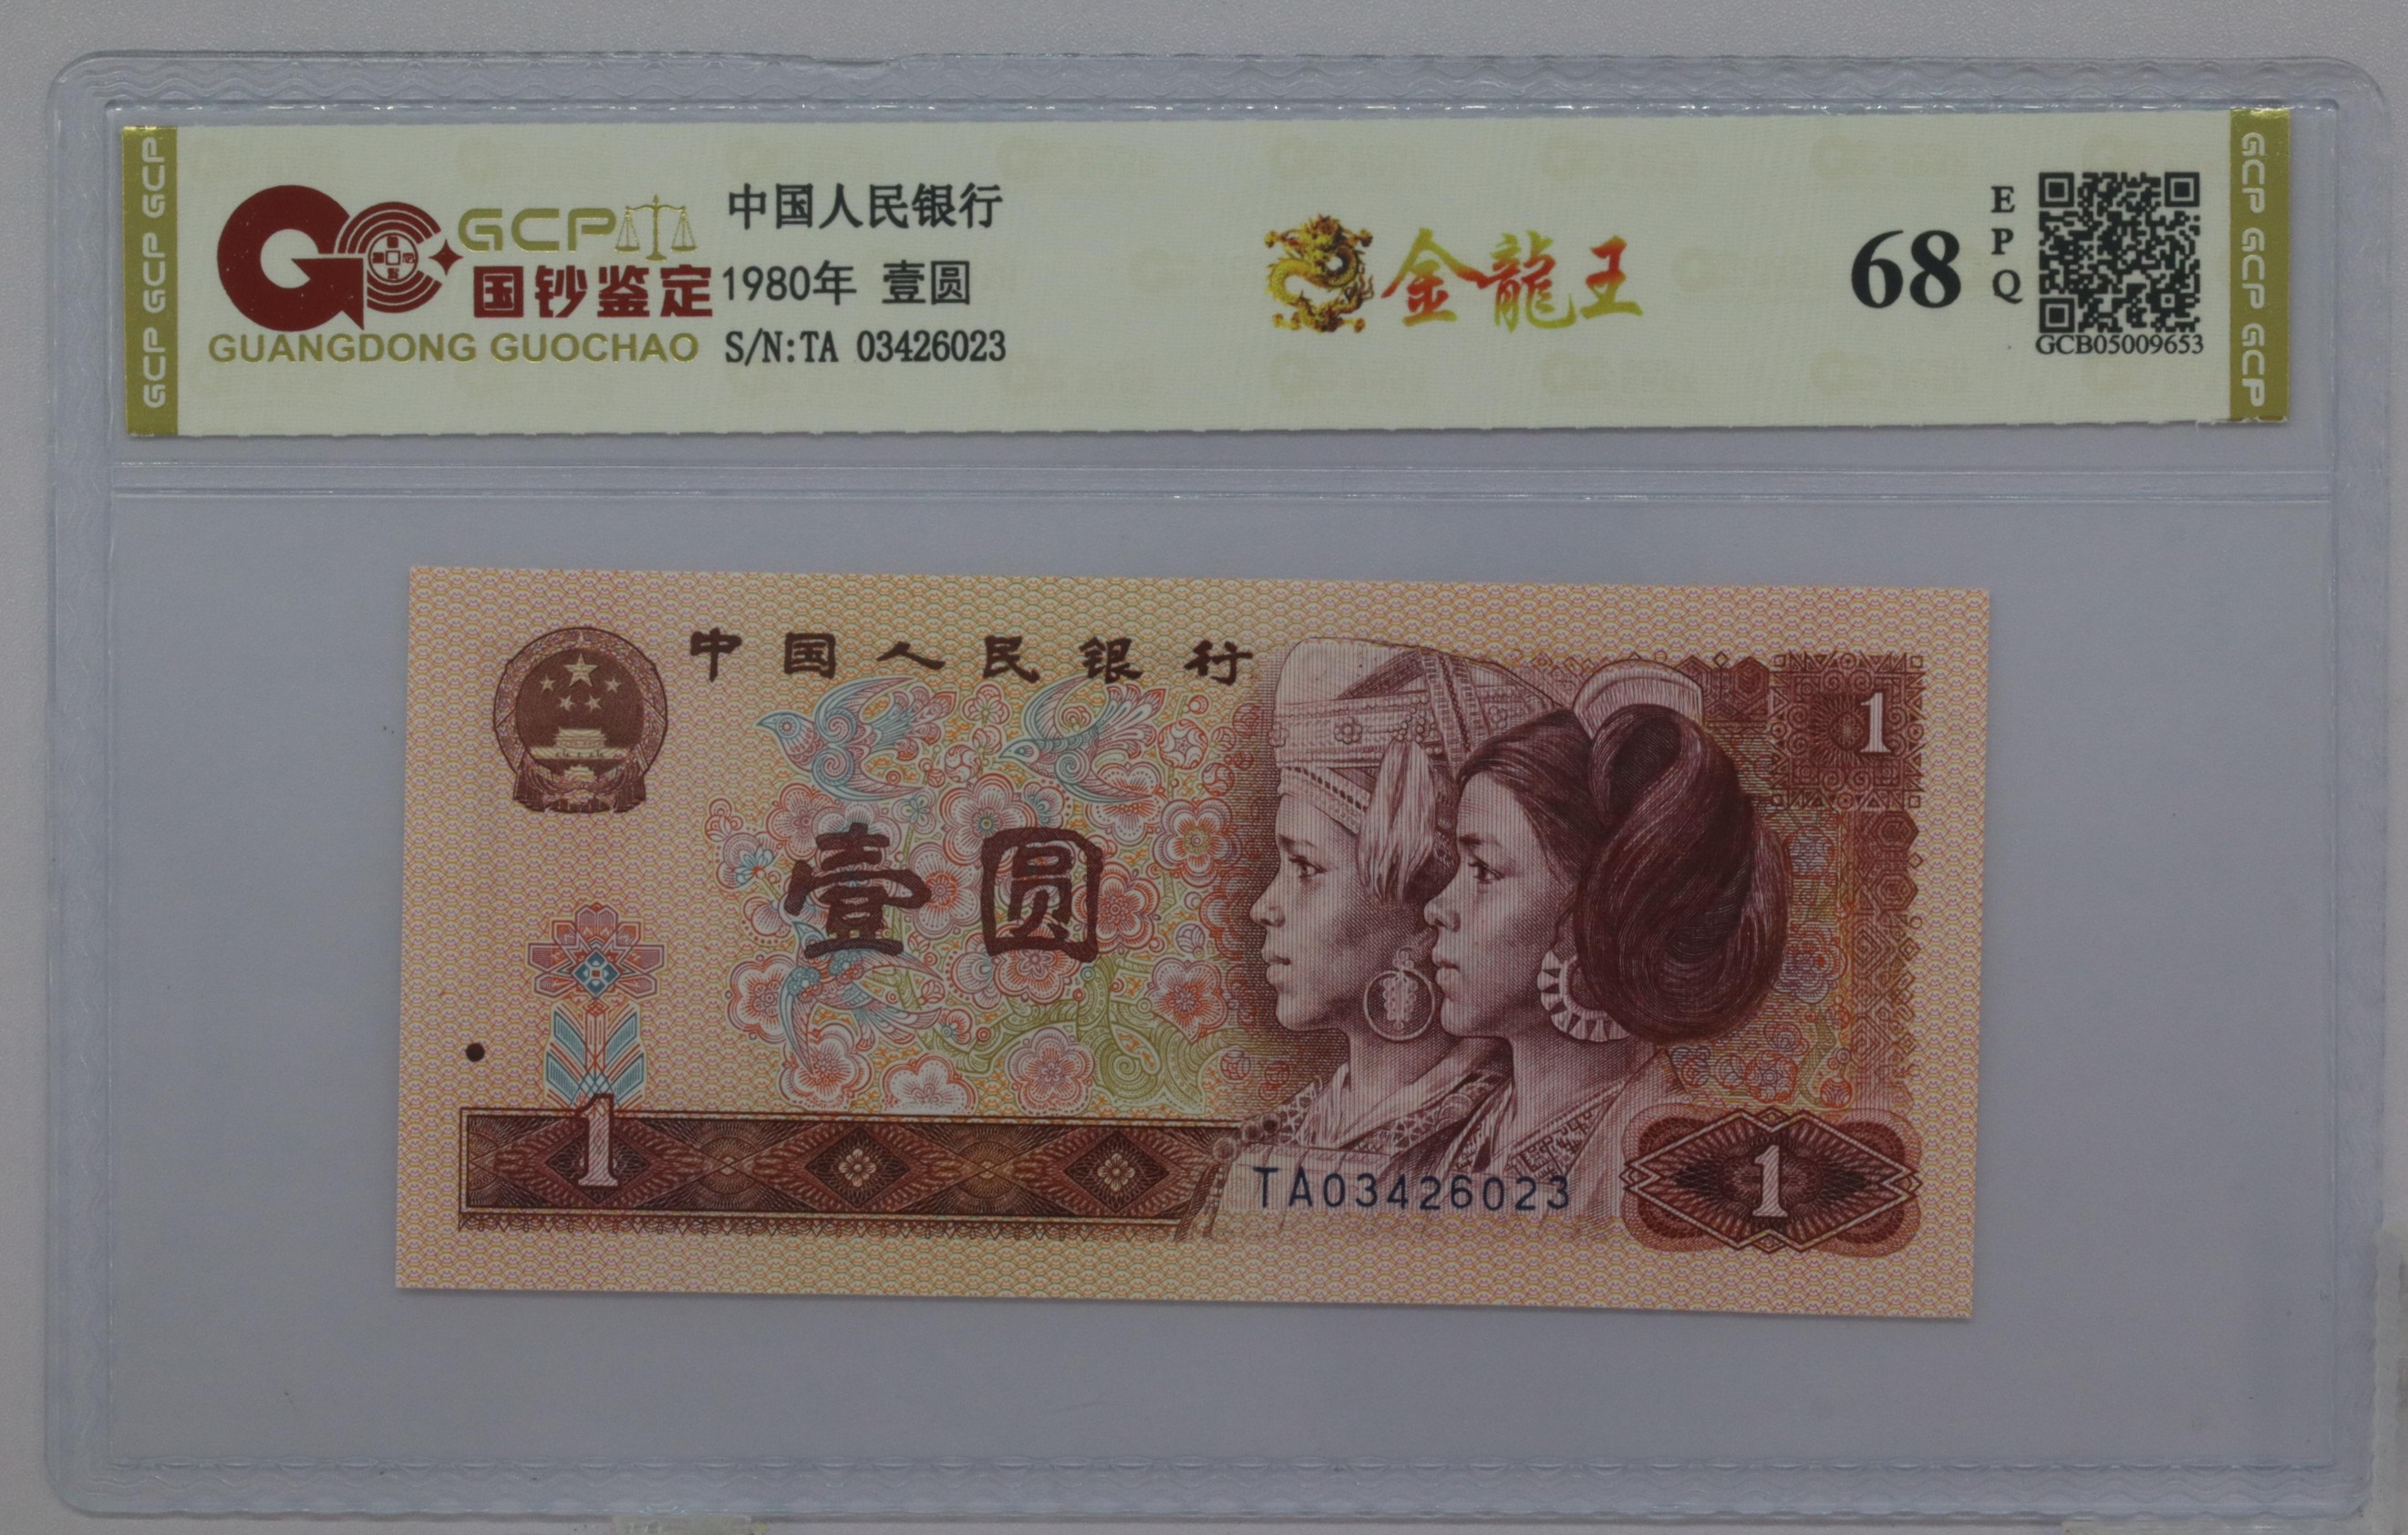 GCP GCP GCP
GCP
国钞鉴定
GUANGDONG GUOCHAO
中国人民银行
1980年 壹圆
S/N:TA 03426023
金龍王
68
EPQ
GCB05009653
GCP GCP GCP
中国人民银行
1
壹圆
1
TA03426023
1